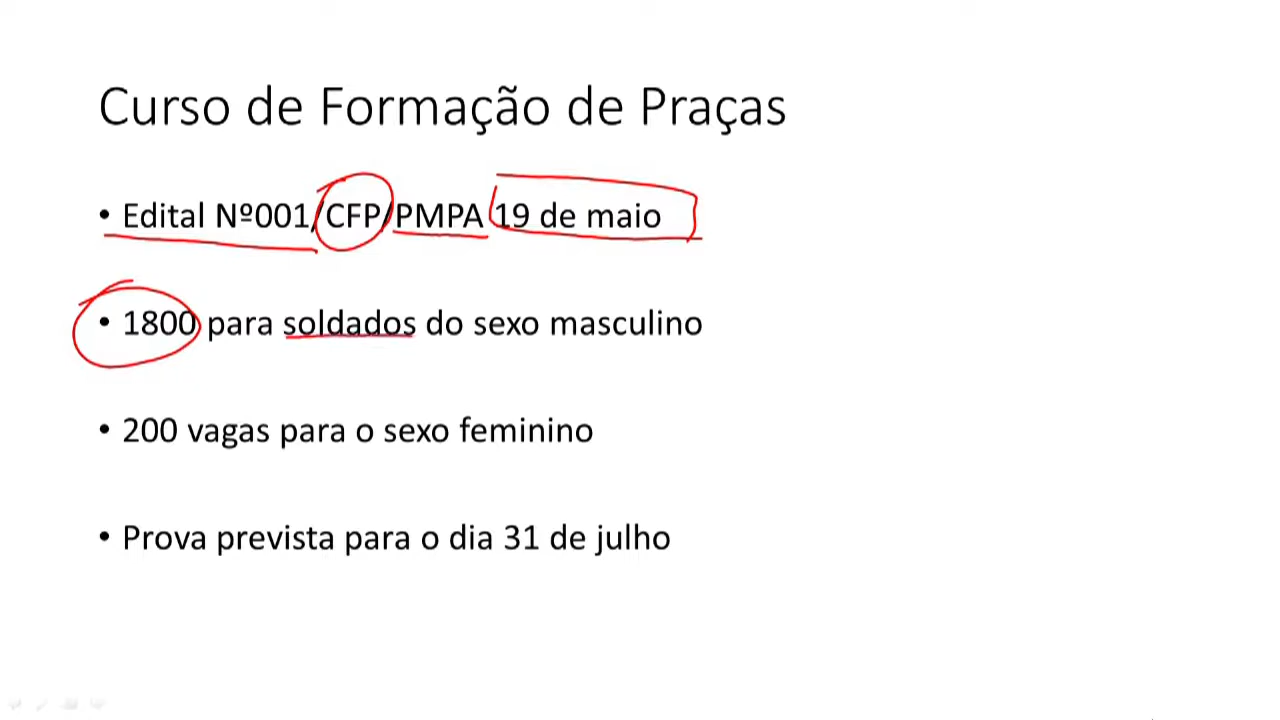 Curso de Formação de Praças
• Edital Nº001/CFP/PMPA 19 de maio
• 1800 para soldados do sexo masculino
• 200 vagas para o sexo feminino
• Prova prevista para o dia 31 de julho